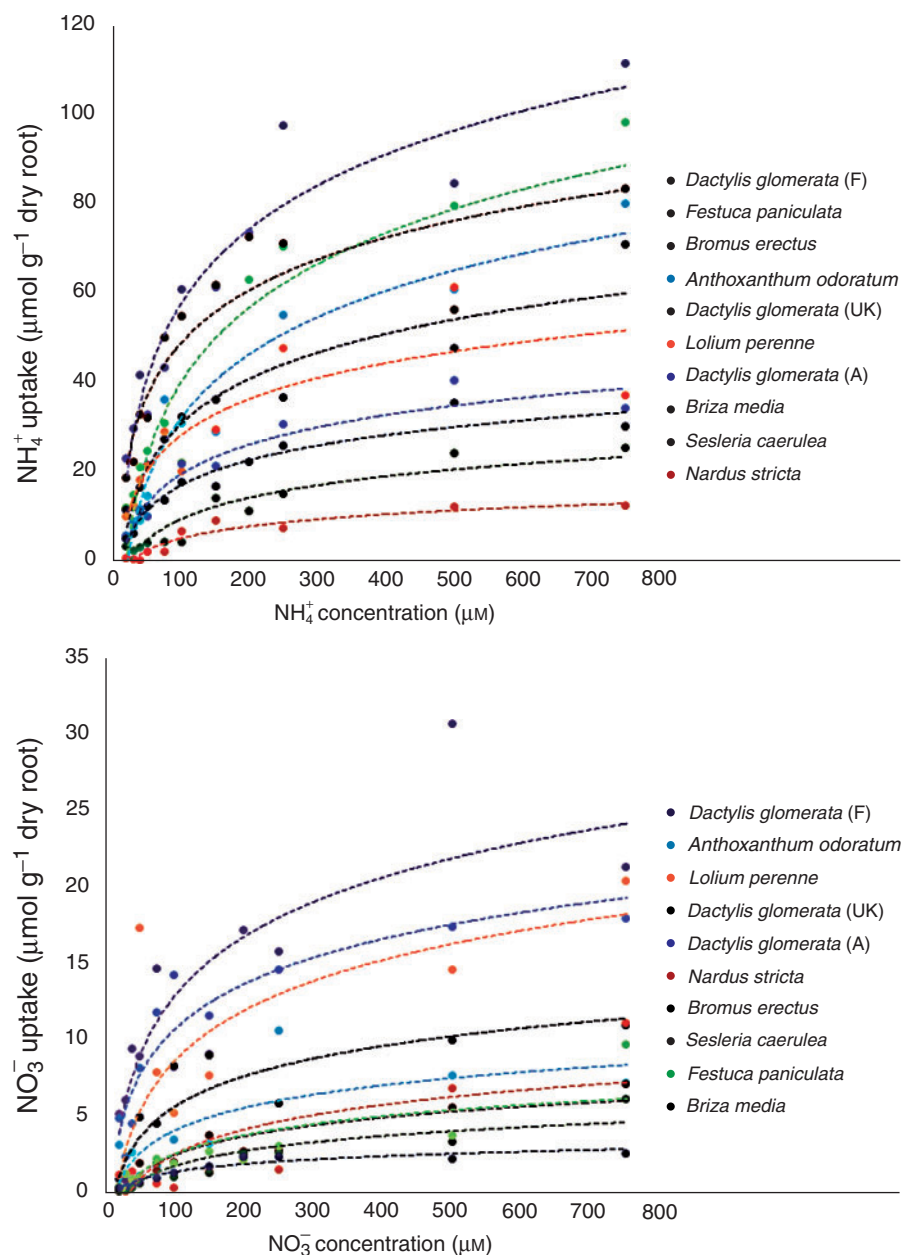 120
100
80
60
40
20
0
NH₄⁺ uptake (μmol g⁻¹ dry root)
0 100 200 300 400 500 600 700 800
NH₄⁺ concentration (μM)
Dactylis glomerata (F)
Festuca paniculata
Bromus erectus
Anthoxanthum odoratum
Dactylis glomerata (UK)
Lolium perenne
Dactylis glomerata (A)
Briza media
Sesleria caerulea
Nardus stricta
35
30
25
20
15
10
5
0
NO₃⁻ uptake (μmol g⁻¹ dry root)
0 100 200 300 400 500 600 700 800
NO₃⁻ concentration (μM)
Dactylis glomerata (F)
Anthoxanthum odoratum
Lolium perenne
Dactylis glomerata (UK)
Dactylis glomerata (A)
Nardus stricta
Bromus erectus
Sesleria caerulea
Festuca paniculata
Briza media